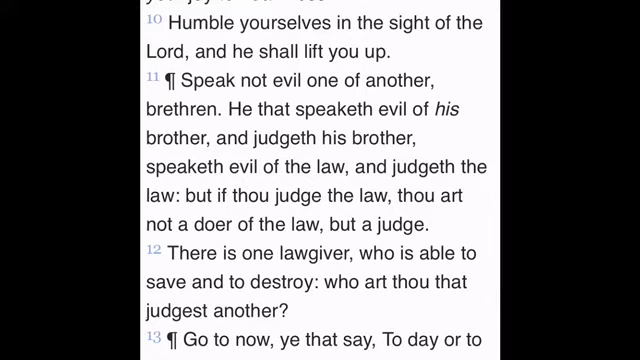 10 Humble yourselves in the sight of the
Lord, and he shall lift you up.
11 ¶ Speak not evil one of another,
brethren. He that speaketh evil of his
brother, and judgeth his brother,
speaketh evil of the law, and judgeth the
law: but if thou judge the law, thou art
not a doer of the law, but a judge.
12 There is one lawgiver, who is able to
save and to destroy: who art thou that
judgest another?
13 ¶ Go to now, ye that say, To day or to